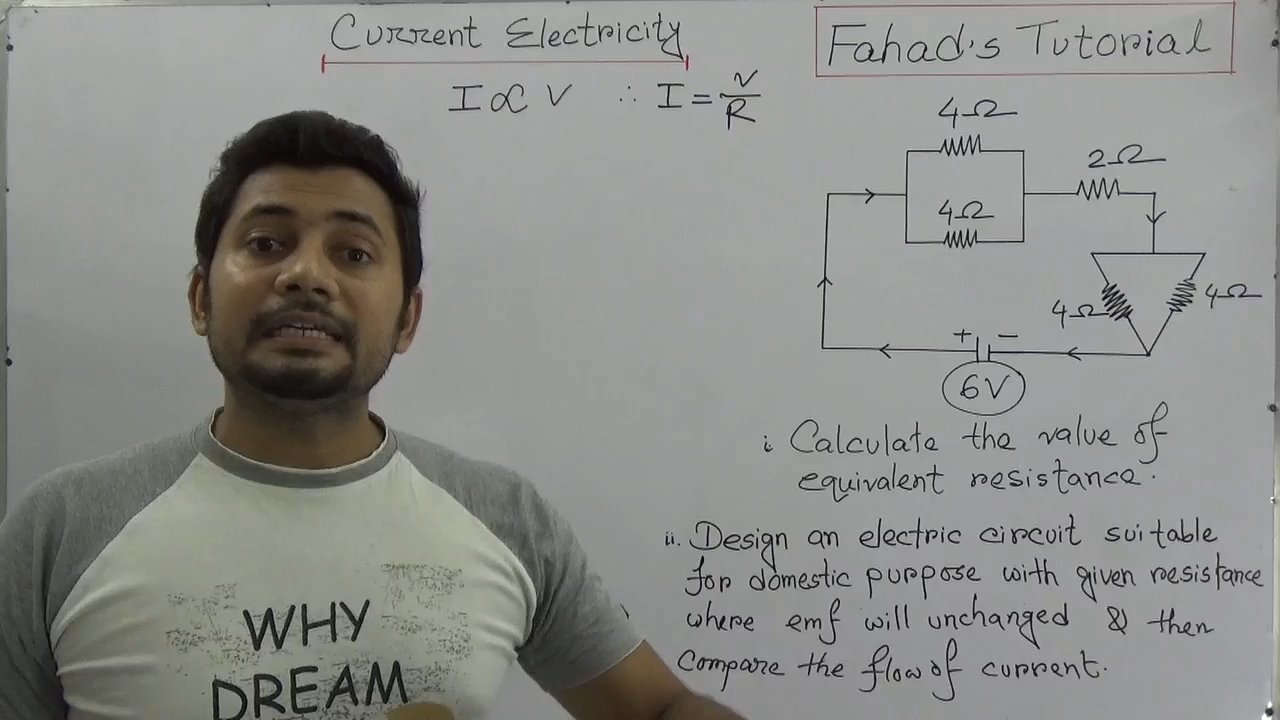 Current Electricity
Fahad's Tutorial
I ∝ V ∴ I = V/R
4Ω
2Ω
4Ω
4Ω
4Ω
+ −
6V
i. Calculate the value of
equivalent resistance.
ii. Design an electric circuit suitable
for domestic purpose with given resistance
where emf will unchanged & then
compare the flow of current.
WHY
DREAM